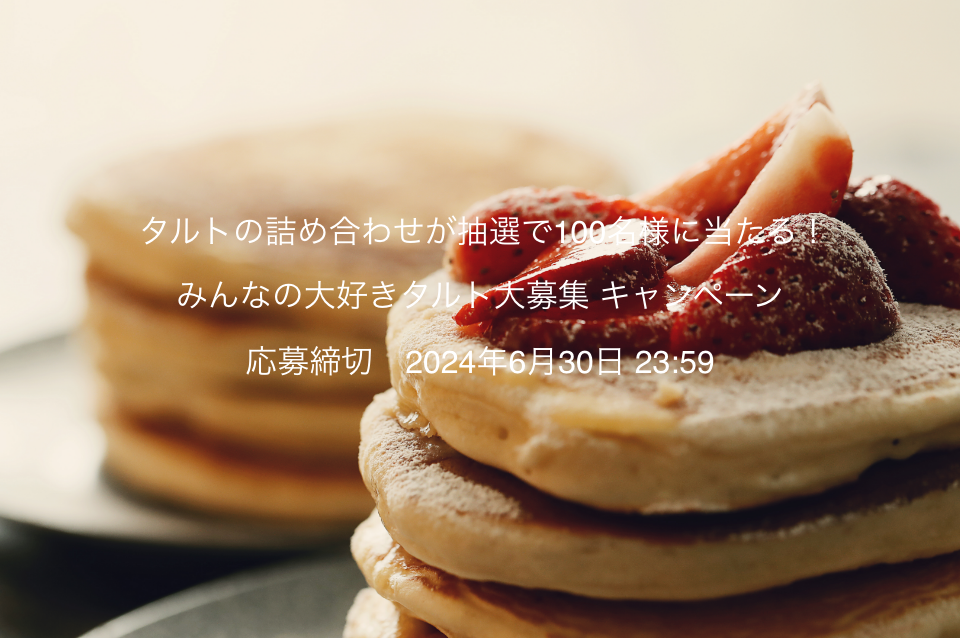 タルトの詰め合わせが抽選で100名様に当たる！
みんなの大好きタルト大募集 キャンペーン
応募締切　2024年6月30日 23:59